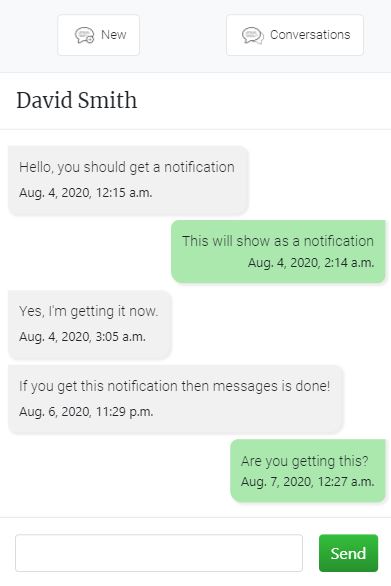 New
Conversations
David Smith
Hello, you should get a notification
Aug. 4, 2020, 12:15 a.m.
This will show as a notification
Aug. 4, 2020, 2:14 a.m.
Yes, I'm getting it now.
Aug. 4, 2020, 3:05 a.m.
If you get this notification then messages is done!
Aug. 6, 2020, 11:29 p.m.
Are you getting this?
Aug. 7, 2020, 12:27 a.m.
Send